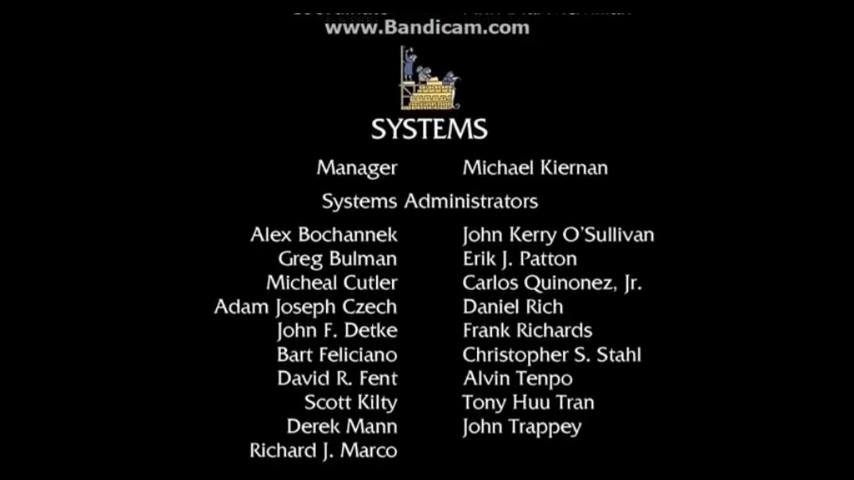 www.Bandicam.com
SYSTEMS
Manager Michael Kiernan
Systems Administrators
Alex Bochannek John Kerry O'Sullivan
Greg Bulman Erik J. Patton
Micheal Cutler Carlos Quinonez, Jr.
Adam Joseph Czech Daniel Rich
John F. Detke Frank Richards
Bart Feliciano Christopher S. Stahl
David R. Fent Alvin Tenpo
Scott Kilty Tony Huu Tran
Derek Mann John Trappey
Richard J. Marco